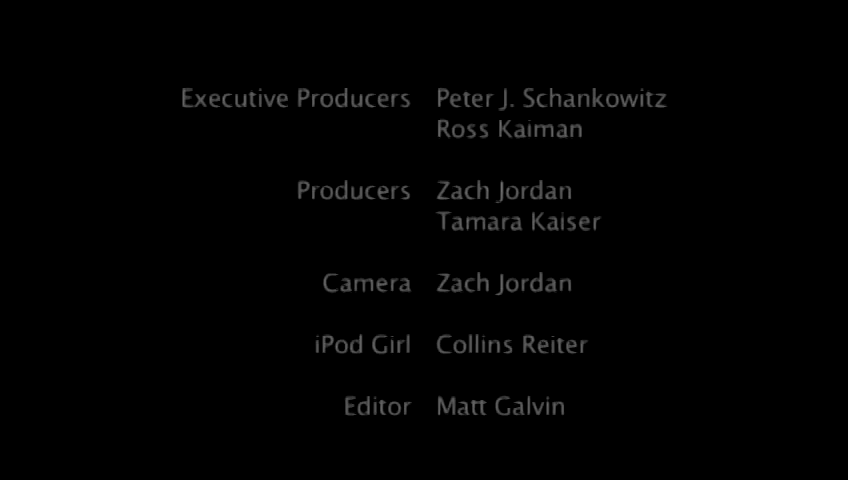 Executive Producers Peter J. Schankowitz
Ross Kaiman
Producers Zach Jordan
Tamara Kaiser
Camera Zach Jordan
iPod Girl Collins Reiter
Editor Matt Galvin